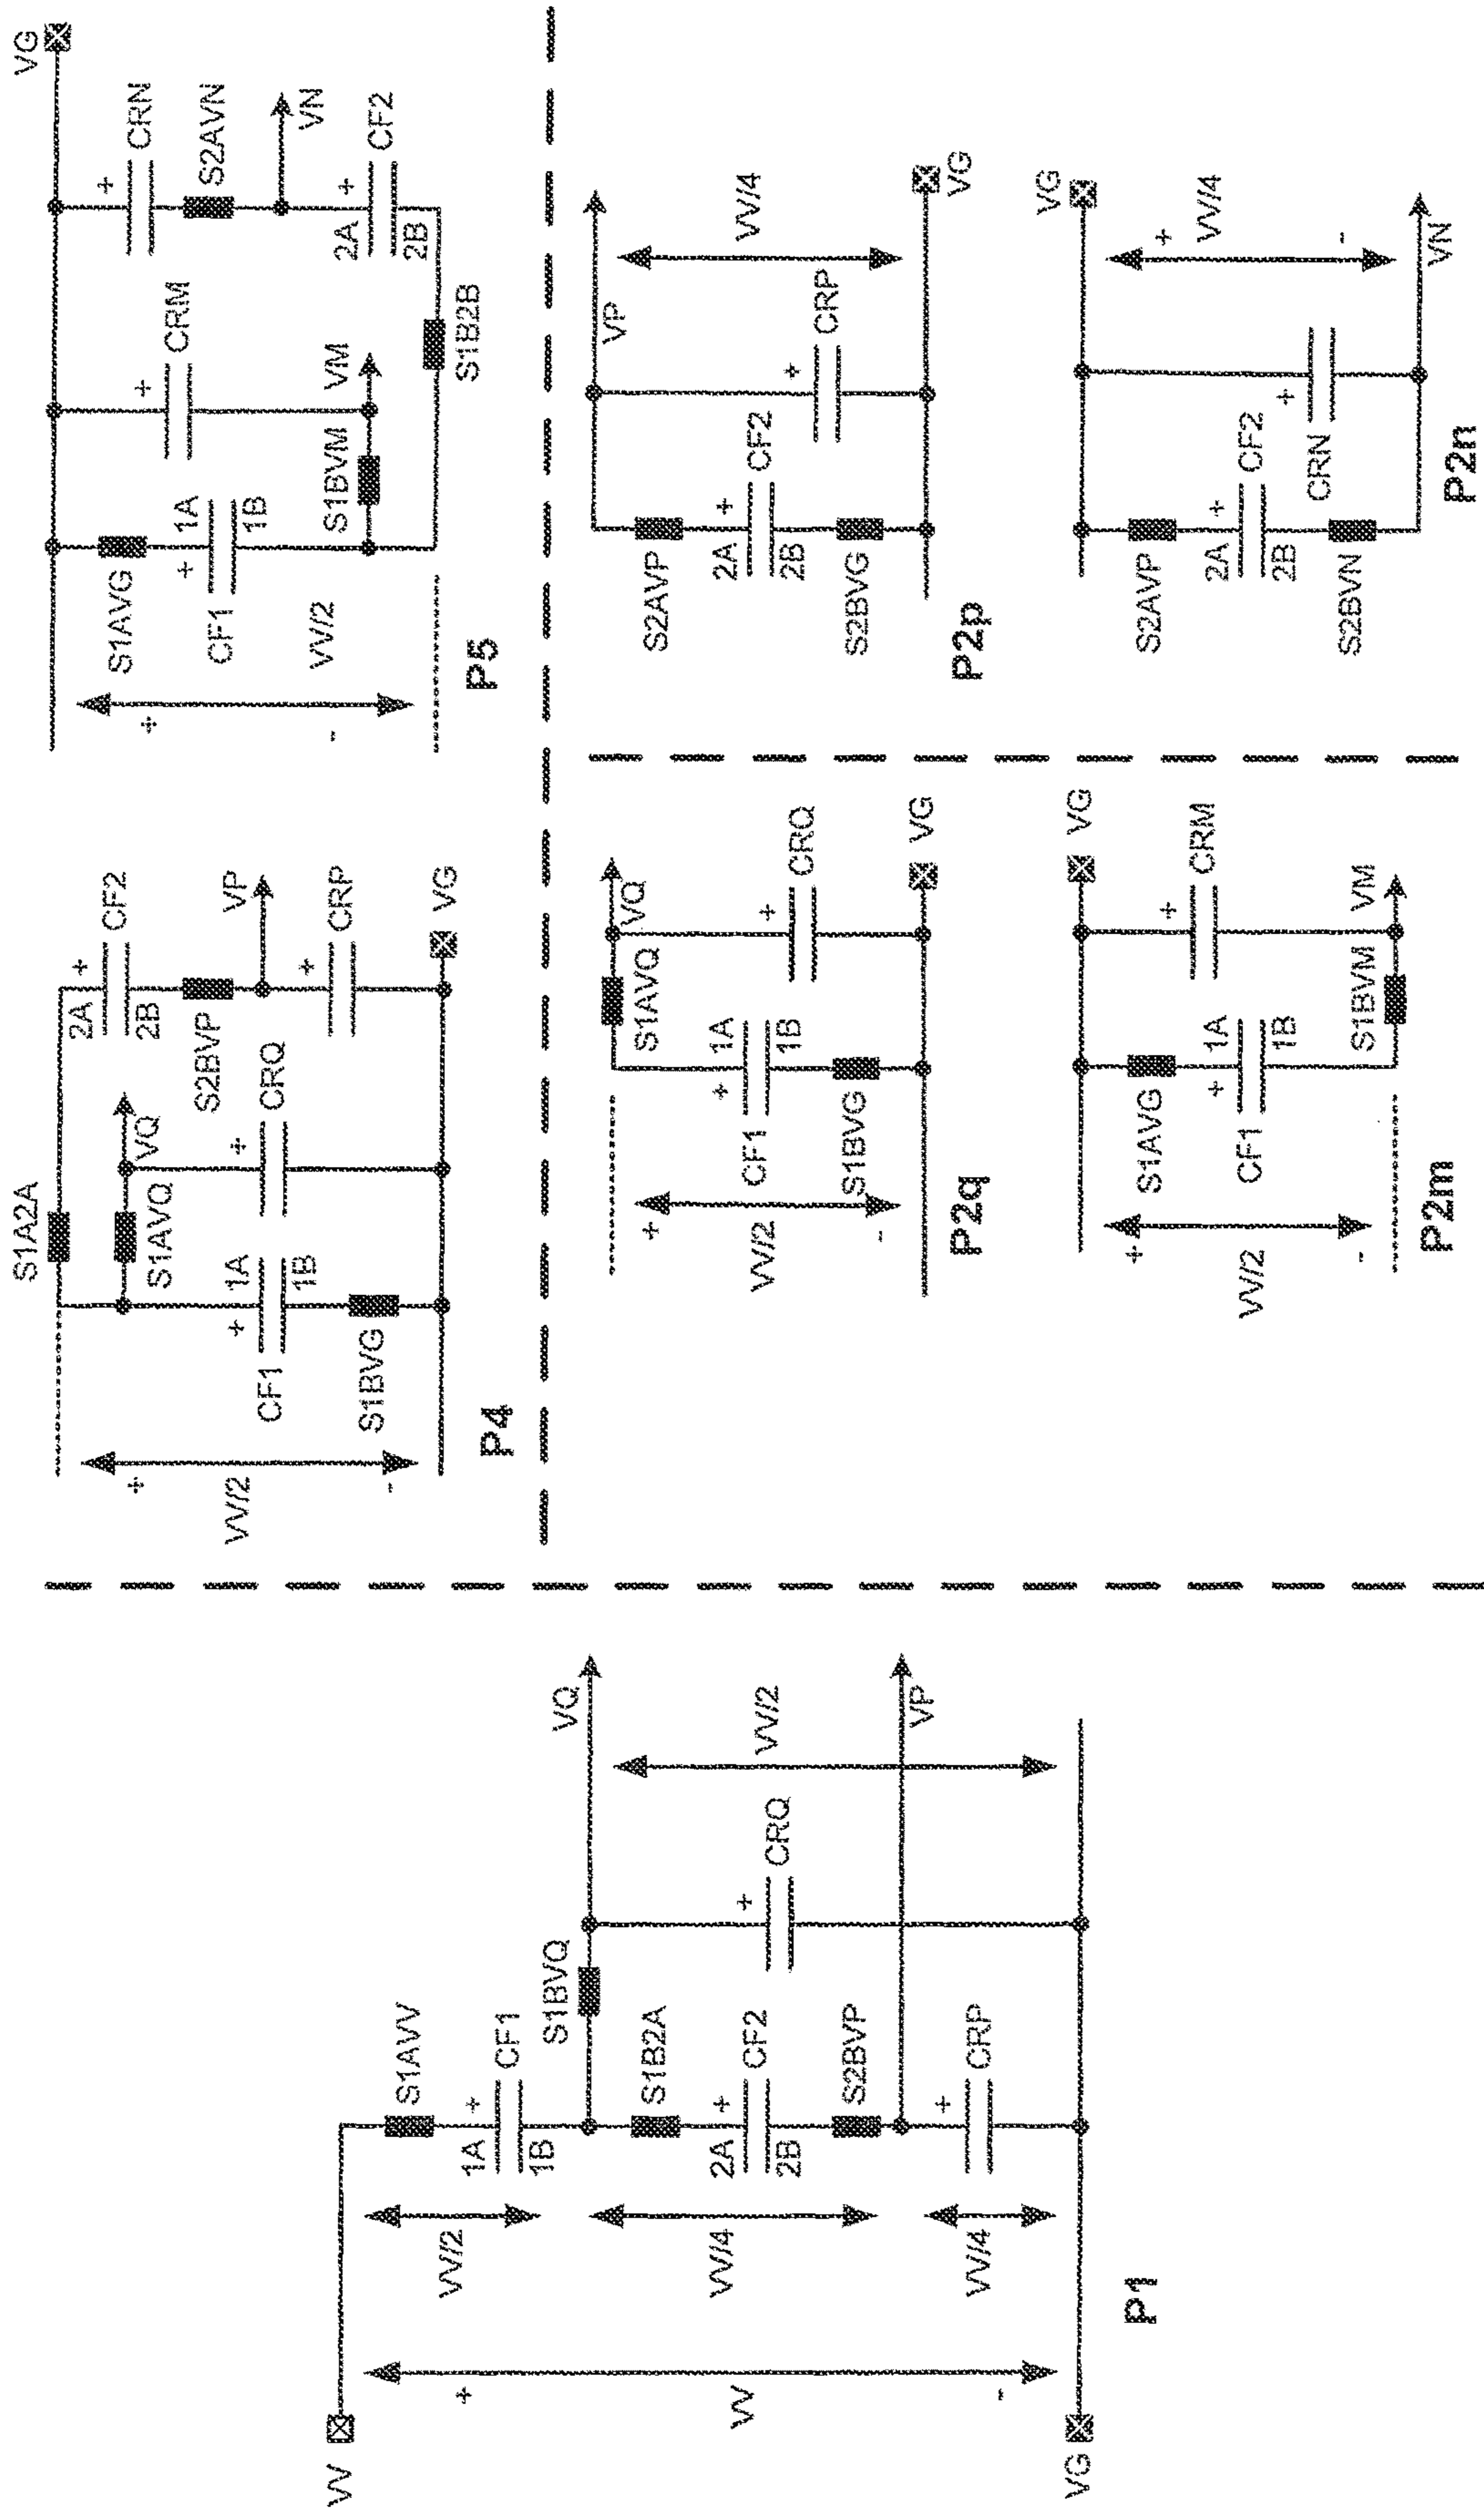 VV
VG
+
VV
-
VV/2
VV/4
VV/4
S1AVV
1A
+
CF1
1B
S1BVQ
VQ
S1B2A
2A
+
CF2
2B
S2BVP
VP
+
CRP
+
CRQ
VV/2
P1
+
VV/2
-
S1A2A
S1AVQ
VQ
+
1A
CF1
1B
S1BVG
+
CRQ
2A
+
CF2
2B
S2BVP
VP
+
CRP
VG
P4
+
VV/2
-
S1AVG
+
1A
CF1
1B
S1BVM
VM
+
CRM
S1B2B
VG
+
CRN
S2AVN
VN
2A
+
CF2
2B
P5
+
VV/2
-
S1AVQ
VQ
+
1A
CF1
1B
S1BVG
+
CRQ
VG
P2q
+
VV/2
-
S1AVG
+
1A
CF1
1B
S1BVM
VM
+
CRM
VG
P2m
S2AVP
2A
+
CF2
2B
S2BVG
VP
+
CRP
VV/4
VG
P2p
S2AVP
2A
+
CF2
2B
S2BVN
+
CRN
VG
+
VV/4
-
VN
P2n